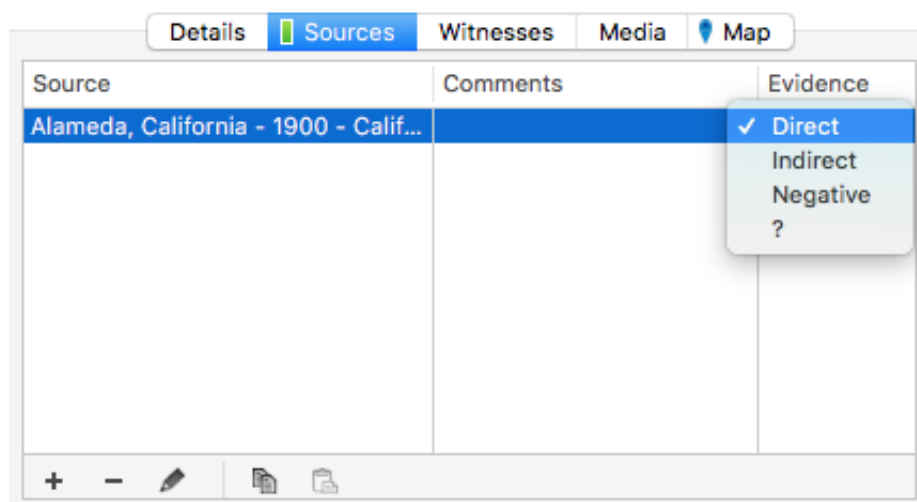 Details Sources Witnesses Media Map
Source Comments Evidence
Alameda, California - 1900 - Calif... ✓ Direct
Indirect
Negative
?